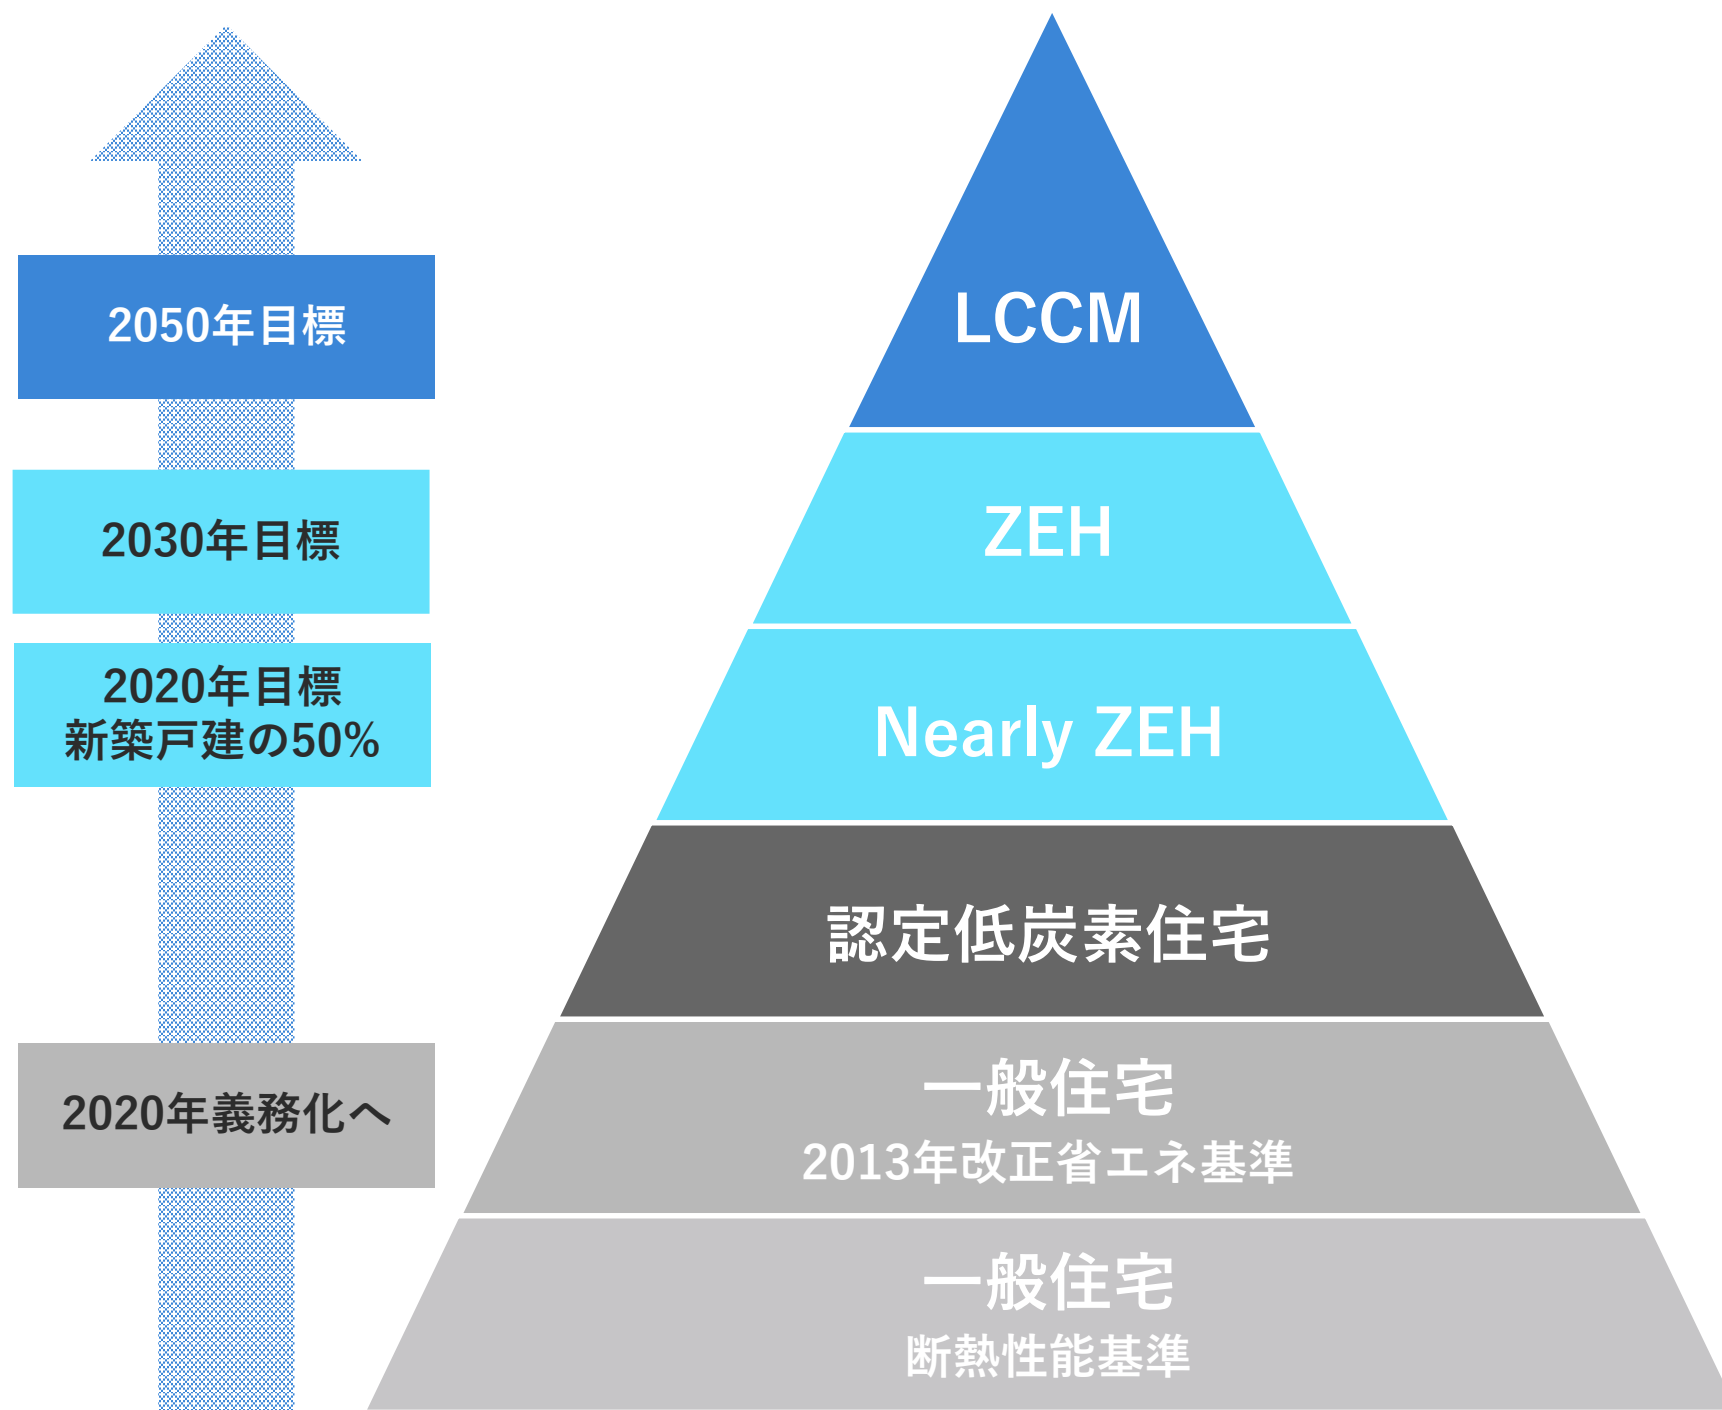 2050年目標
2030年目標
2020年目標
新築戸建の50%
2020年義務化へ
LCCM
ZEH
Nearly ZEH
認定低炭素住宅
一般住宅
2013年改正省エネ基準
一般住宅
断熱性能基準